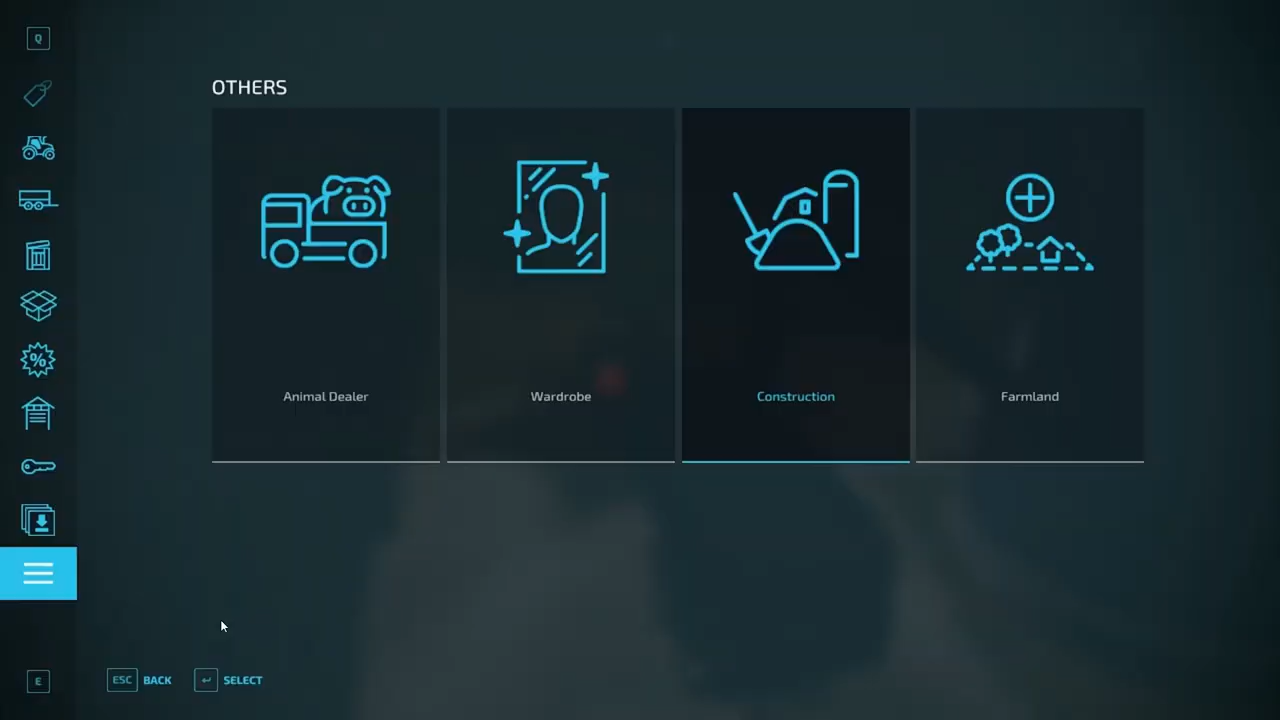 Q
OTHERS
Animal Dealer
Wardrobe
Construction
Farmland
%
E
ESC BACK SELECT